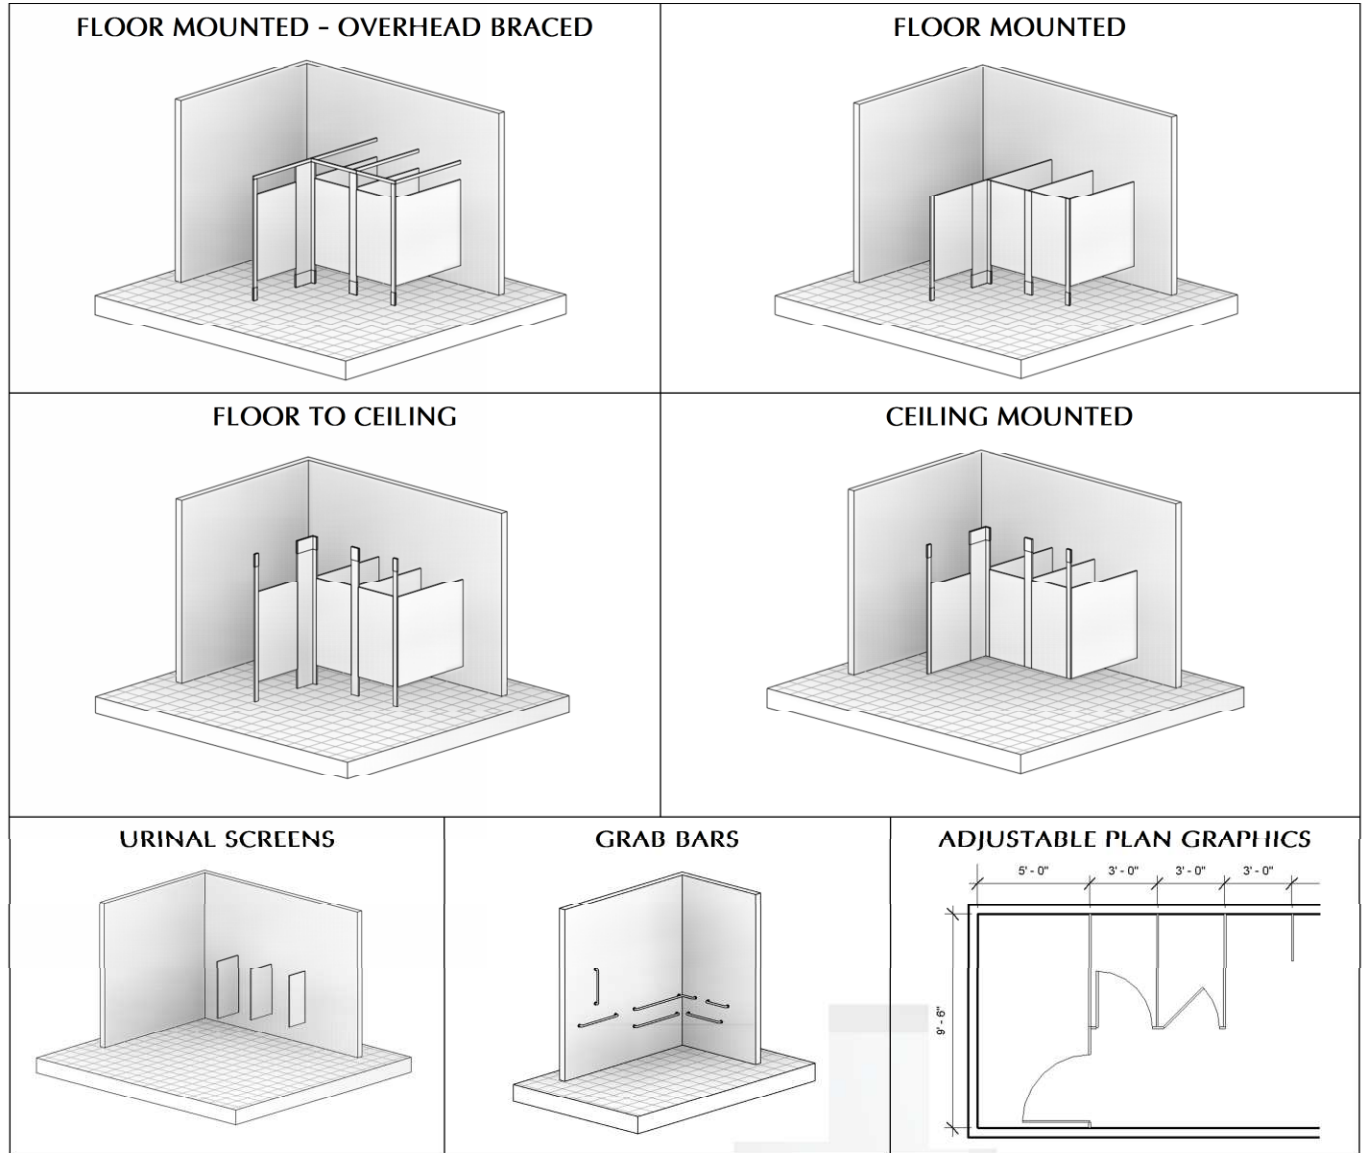 FLOOR MOUNTED - OVERHEAD BRACED
FLOOR MOUNTED
FLOOR TO CEILING
CEILING MOUNTED
URINAL SCREENS
GRAB BARS
ADJUSTABLE PLAN GRAPHICS
5' - 0"
3' - 0"
3' - 0"
3' - 0"
9' - 6"